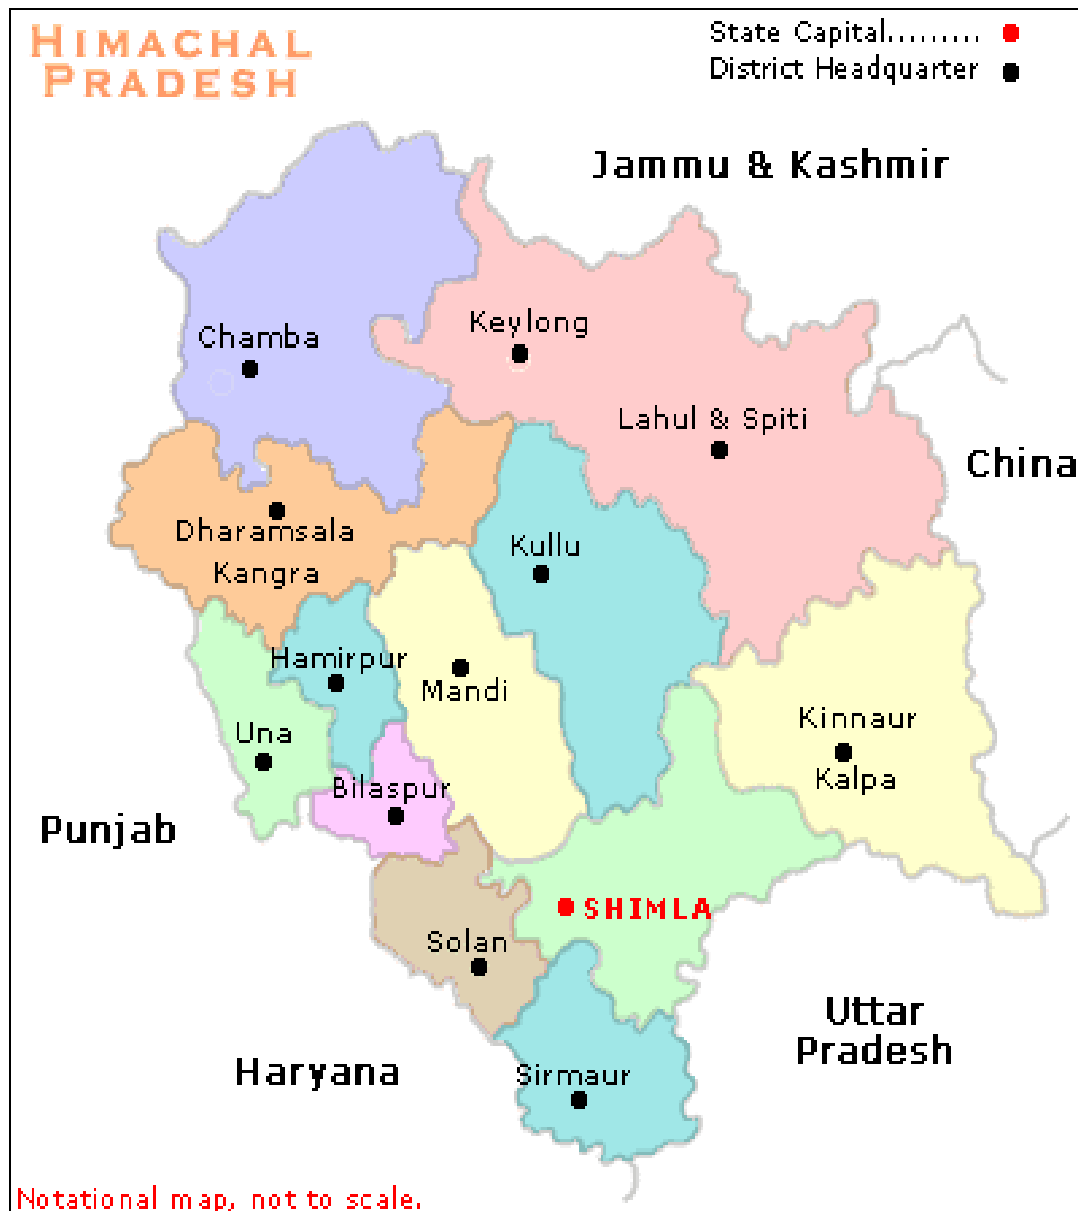 HIMACHAL
PRADESH
State Capital.........
District Headquarter
Jammu & Kashmir
Keylong
Chamba
Lahul & Spiti
China
Dharamsala
Kullu
Kangra
Hamirpur
Mandi
Kinnaur
Una
Kalpa
Bilaspur
Punjab
SHIMLA
Solan
Uttar
Pradesh
Haryana
Sirmaur
Notational map, not to scale.